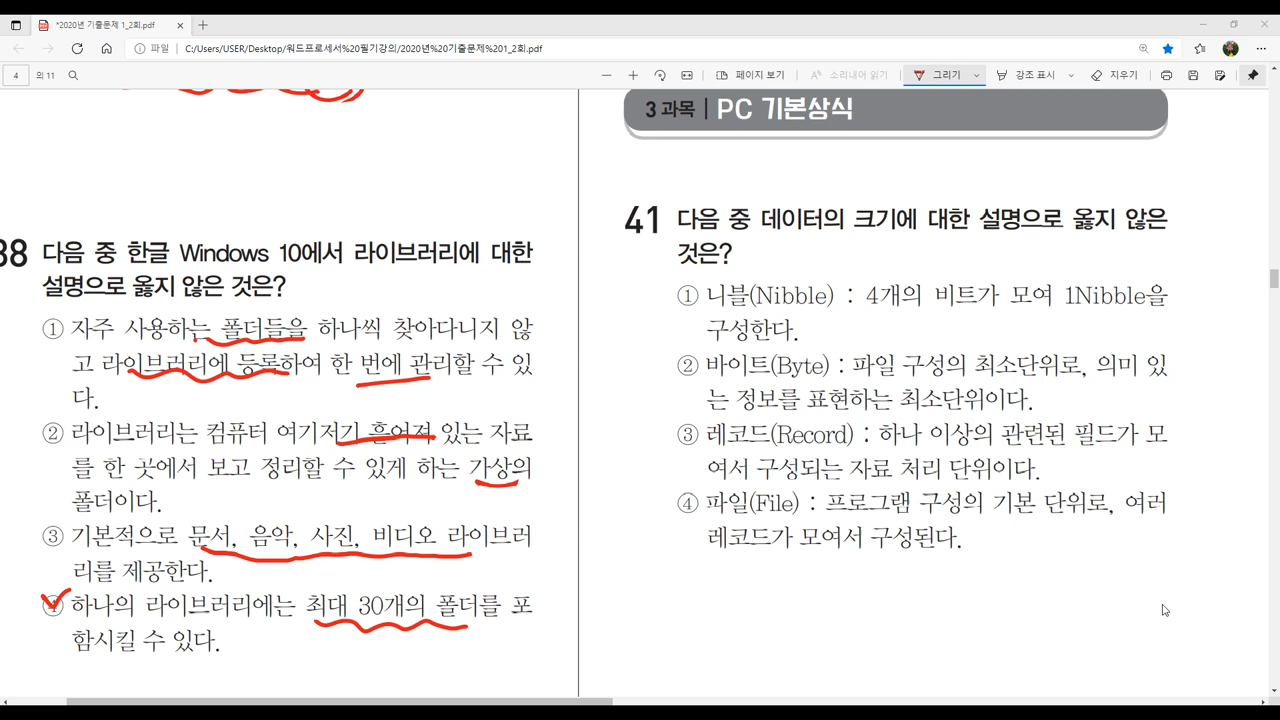 *2020년 기출문제 1_2회.pdf
파일 C:/Users/USER/Desktop/워드프로세서%20필기강의/2020년%20기출문제%201_2회.pdf
4 의 11 페이지 보기 소리내어 읽기 그리기 강조 표시 지우기
38 다음 중 한글 Windows 10에서 라이브러리에 대한
설명으로 옳지 않은 것은?
① 자주 사용하는 폴더들을 하나씩 찾아다니지 않
고 라이브러리에 등록하여 한 번에 관리할 수 있
다.
② 라이브러리는 컴퓨터 여기저기 흩어져 있는 자료
를 한 곳에서 보고 정리할 수 있게 하는 가상의
폴더이다.
③ 기본적으로 문서, 음악, 사진, 비디오 라이브러
리를 제공한다.
④ 하나의 라이브러리에는 최대 30개의 폴더를 포
함시킬 수 있다.
3과목 | PC 기본상식
41 다음 중 데이터의 크기에 대한 설명으로 옳지 않은
것은?
① 니블(Nibble) : 4개의 비트가 모여 1Nibble을
구성한다.
② 바이트(Byte) : 파일 구성의 최소단위로, 의미 있
는 정보를 표현하는 최소단위이다.
③ 레코드(Record) : 하나 이상의 관련된 필드가 모
여서 구성되는 자료 처리 단위이다.
④ 파일(File) : 프로그램 구성의 기본 단위로, 여러
레코드가 모여서 구성된다.